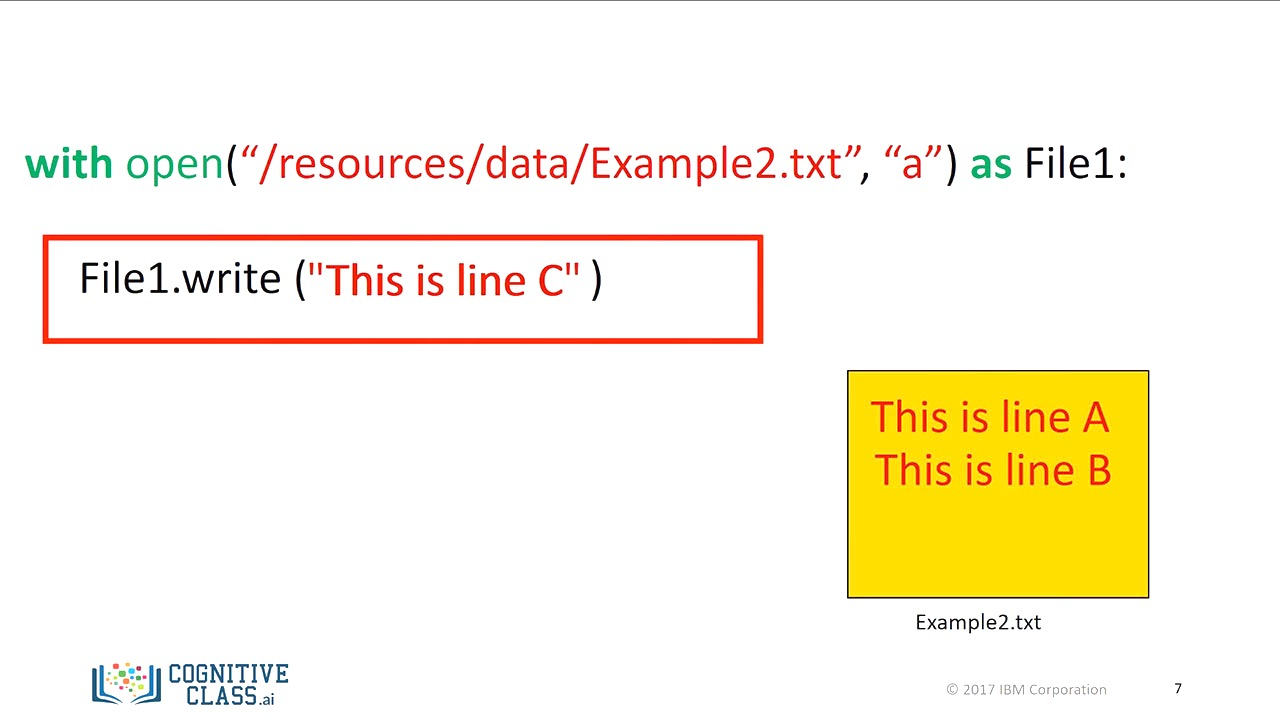 with open(“/resources/data/Example2.txt”, “a”) as File1:
File1.write ("This is line C" )
This is line A
This is line B
Example2.txt
COGNITIVE
CLASS.ai
© 2017 IBM Corporation
7